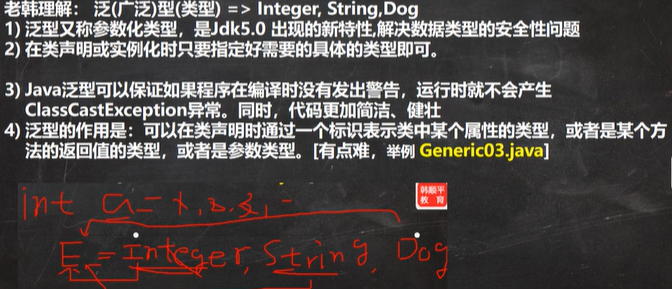 老韩理解：泛(广泛)型(类型) => Integer, String,Dog
1) 泛型又称参数化类型，是Jdk5.0 出现的新特性,解决数据类型的安全性问题
2) 在类声明或实例化时只要指定好需要的具体的类型即可。
3) Java泛型可以保证如果程序在编译时没有发出警告，运行时就不会产生
ClassCastException异常。同时，代码更加简洁、健壮
4) 泛型的作用是：可以在类声明时通过一个标识表示类中某个属性的类型，或者是某个方
法的返回值的类型，或者是参数类型。[有点难，举例 Generic03.java]
韩顺平
教 育
int a =
E = Integer, String, Dog